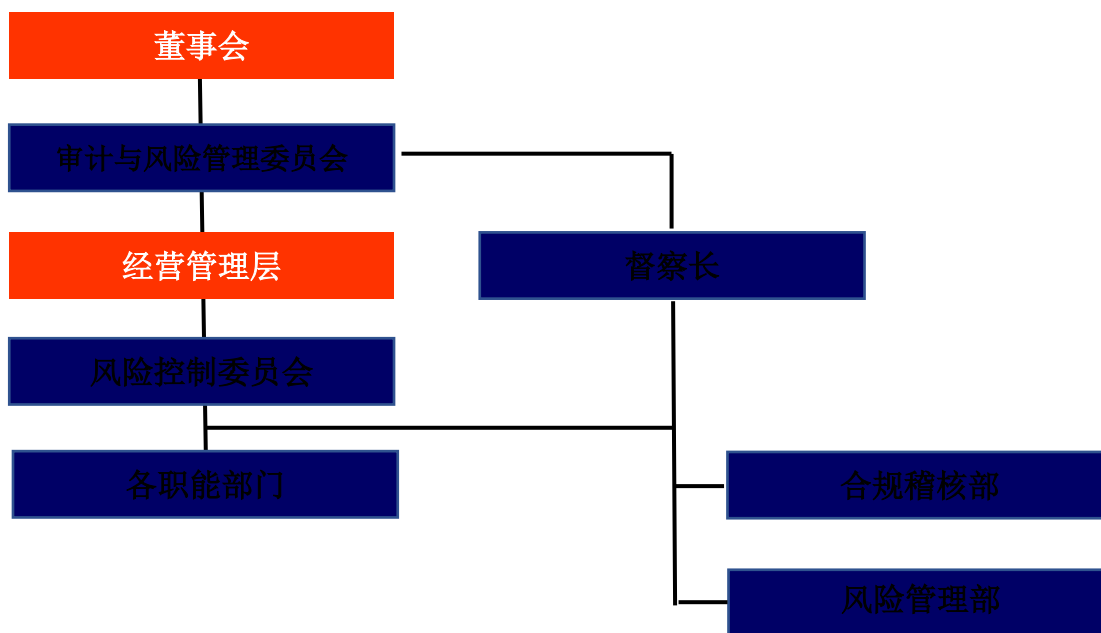 董事会
审计与风险管理委员会
经营管理层
督察长
风险控制委员会
各职能部门
合规稽核部
风险管理部